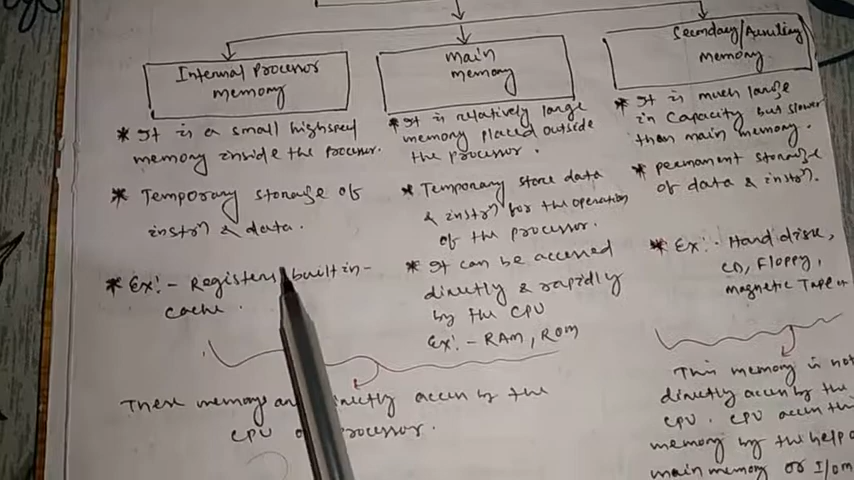 Internal Processor
memory
* It is a small highspeed
memory inside the processor.
* Temporary storage of
instrn & data.
* Ex:- Registers, built in-
cache.
main
memory
* It is relatively large
memory placed outside
the processor.
* Temporary store data
& instrn for the operation
of the processor.
* It can be accessed
directly & rapidly
by the CPU
Ex:- RAM, ROM
These memory are directly access by the
CPU or processor.
Secondary/Auxiliary
memory
* It is much large
in capacity but slower
than main memory.
* permanent storage
of data & instrn.
* Ex:- Hard disk,
CD, Floppy,
magnetic Tape
This memory is not
directly access by the
CPU. CPU access this
memory by the help of
main memory or I/O